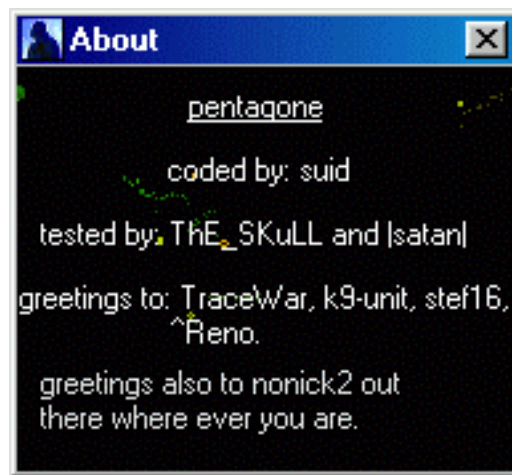 About
pentagone
coded by: suid
tested by: ThE_SKuLL and |satan|
greetings to: TraceWar, k9-unit, stef16,
^Reno.
greetings also to nonick2 out
there where ever you are.